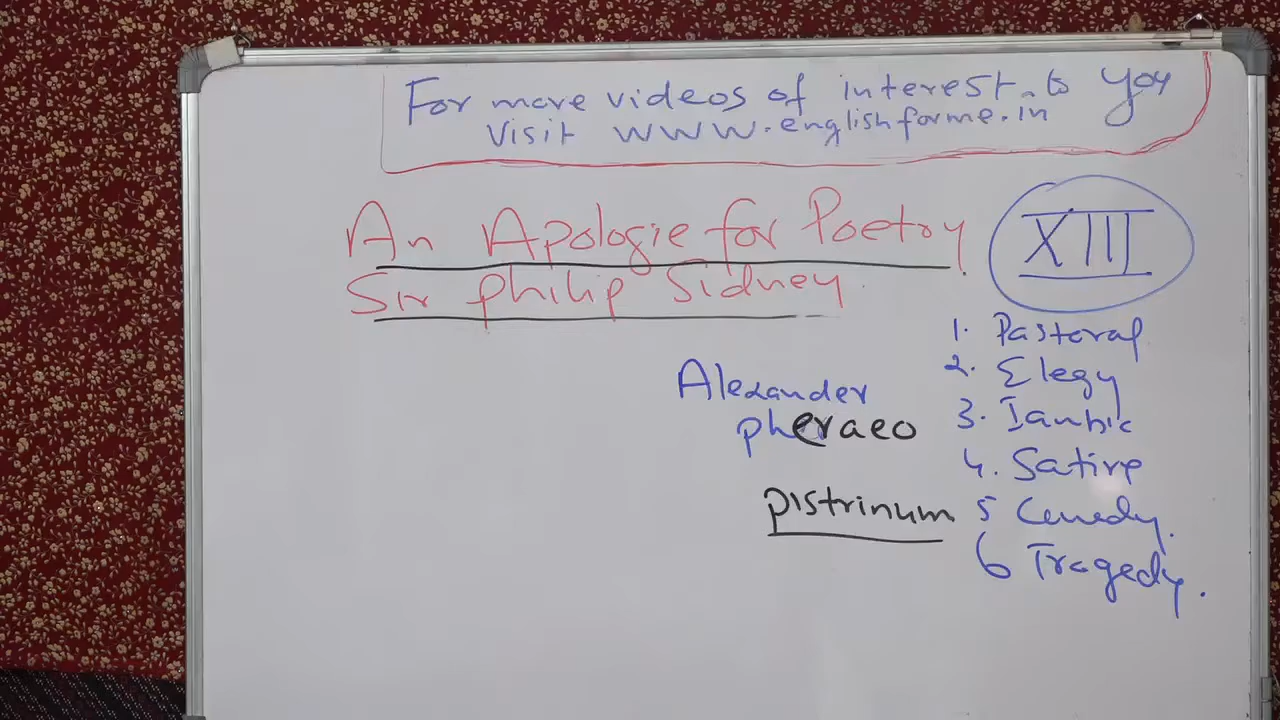 For more videos of interest to you
Visit www.englishforme.in
An Apologie for Poetry
Sir Philip Sidney
XIII
1. Pastoral
2. Elegy
3. Iambic
4. Satire
5 Comedy.
6 Tragedy.
Alexander
pheraeo
pistrinum